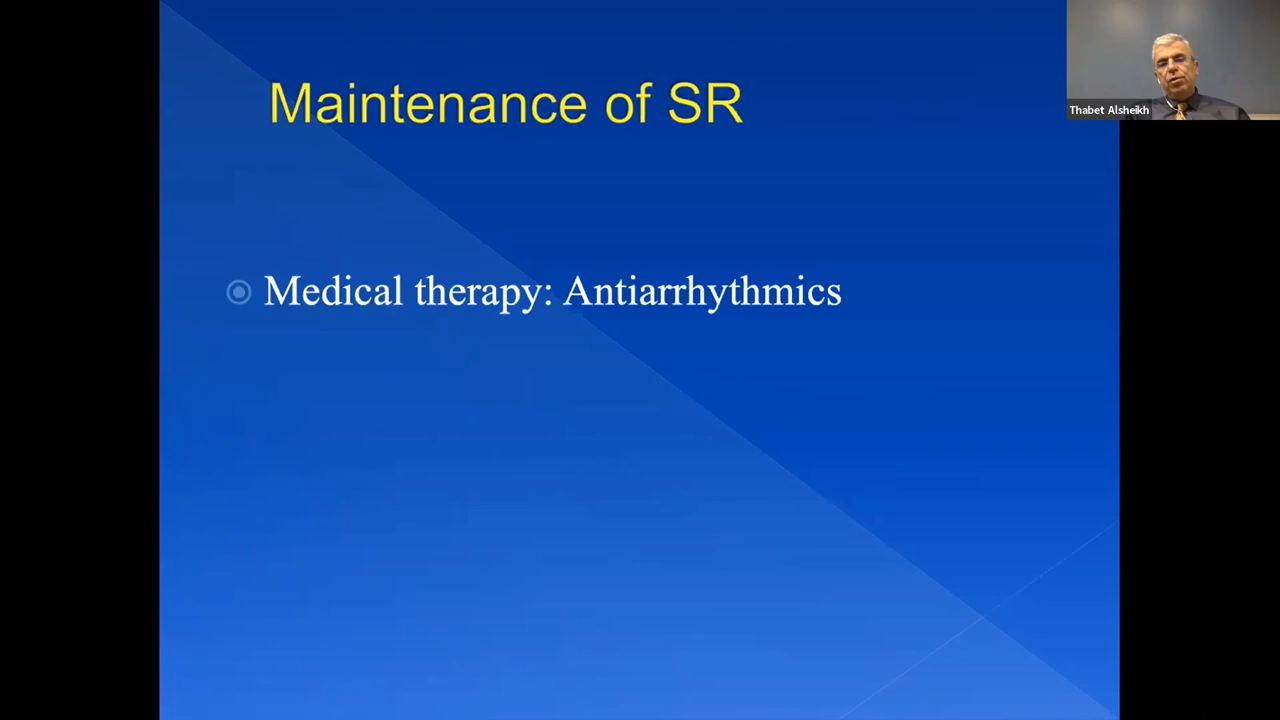 Maintenance of SR
Thabet Alsheikh
Medical therapy: Antiarrhythmics